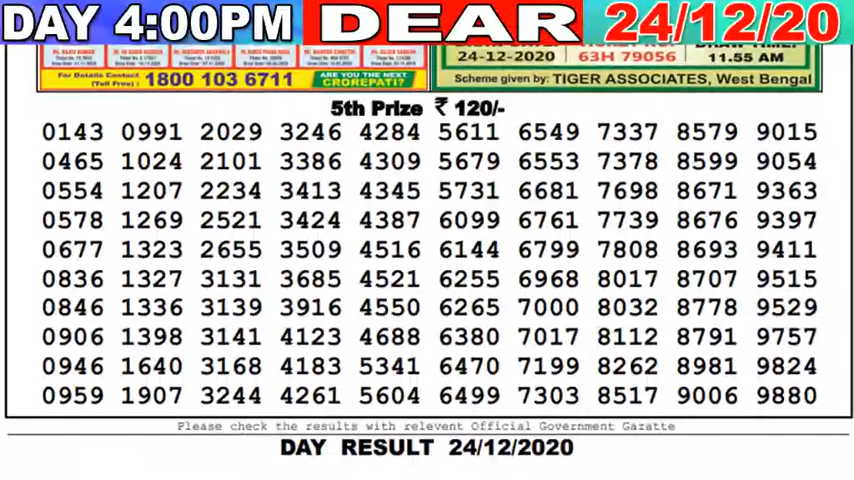 DAY 4:00PM DEAR 24/12/20
24-12-2020 63H 79056 11.55 AM
For Details Contact (Toll Free) : 1800 103 6711 ARE YOU THE NEXT CROREPATI?
Scheme given by: TIGER ASSOCIATES, West Bengal
5th Prize ₹ 120/-
0143 0991 2029 3246 4284 5611 6549 7337 8579 9015
0465 1024 2101 3386 4309 5679 6553 7378 8599 9054
0554 1207 2234 3413 4345 5731 6681 7698 8671 9363
0578 1269 2521 3424 4387 6099 6761 7739 8676 9397
0677 1323 2655 3509 4516 6144 6799 7808 8693 9411
0836 1327 3131 3685 4521 6255 6968 8017 8707 9515
0846 1336 3139 3916 4550 6265 7000 8032 8778 9529
0906 1398 3141 4123 4688 6380 7017 8112 8791 9757
0946 1640 3168 4183 5341 6470 7199 8262 8981 9824
0959 1907 3244 4261 5604 6499 7303 8517 9006 9880
Please check the results with relevent Official Government Gazatte
DAY RESULT 24/12/2020